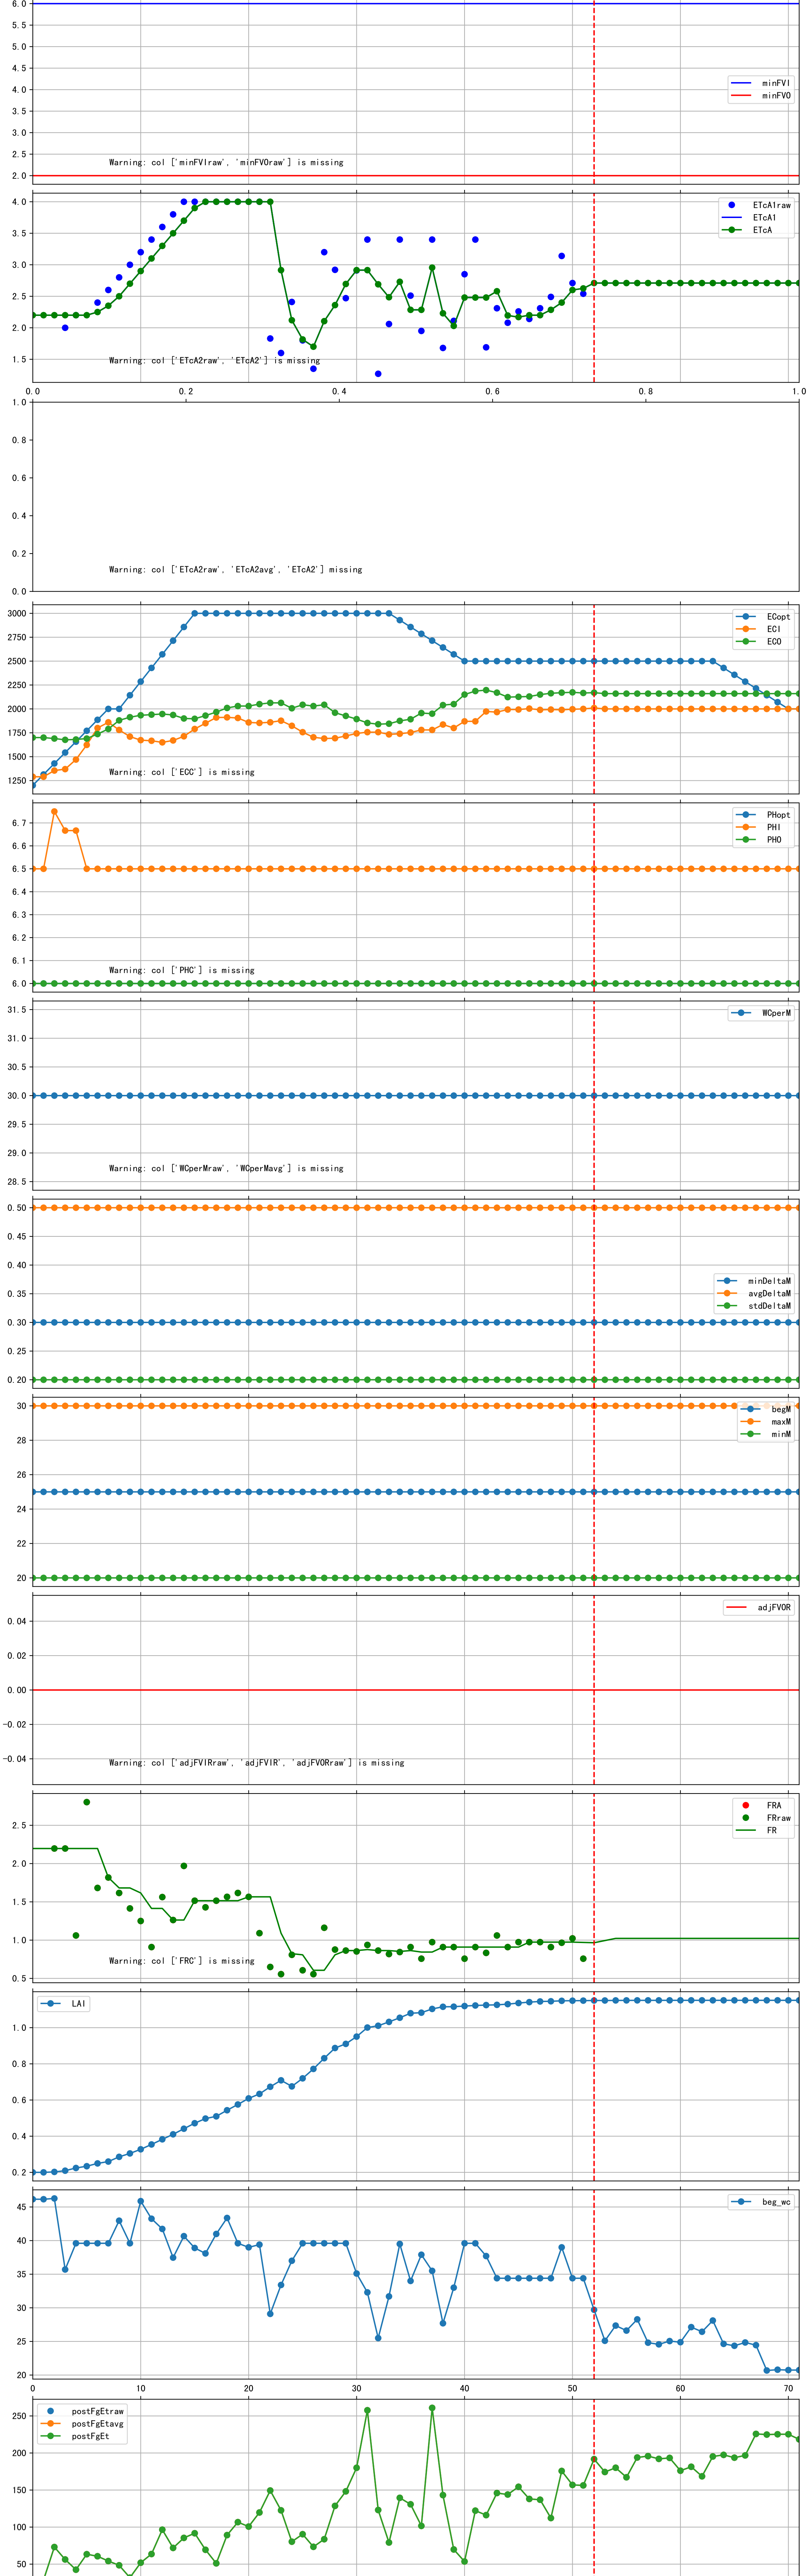 6.0
5.5
5.0
4.5
4.0
3.5
3.0
2.5
2.0
minFVI
minFVO
Warning: col ['minFVIraw', 'minFVOraw'] is missing
4.0
3.5
3.0
2.5
2.0
1.5
ETcA1raw
ETcA1
ETcA
Warning: col ['ETcA2raw', 'ETcA2'] is missing
0.0 0.2 0.4 0.6 0.8 1.0
1.0
0.8
0.6
0.4
0.2
0.0
Warning: col ['ETcA2raw', 'ETcA2avg', 'ETcA2'] missing
3000
2750
2500
2250
2000
1750
1500
1250
ECopt
ECI
ECO
Warning: col ['ECC'] is missing
6.7
6.6
6.5
6.4
6.3
6.2
6.1
6.0
PHopt
PHI
PHO
Warning: col ['PHC'] is missing
31.5
31.0
30.5
30.0
29.5
29.0
28.5
WCperM
Warning: col ['WCperMraw', 'WCperMavg'] is missing
0.50
0.45
0.40
0.35
0.30
0.25
0.20
minDeltaM
avgDeltaM
stdDeltaM
30
28
26
24
22
20
begM
maxM
minM
0.04
0.02
0.00
−0.02
−0.04
adjFVOR
Warning: col ['adjFVIRraw', 'adjFVIR', 'adjFVORraw'] is missing
2.5
2.0
1.5
1.0
0.5
FRA
FRraw
FR
Warning: col ['FRC'] is missing
1.0
0.8
0.6
0.4
0.2
LAI
45
40
35
30
25
20
beg_wc
0 10 20 30 40 50 60 70
250
200
150
100
50
postFgEtraw
postFgEtavg
postFgEt